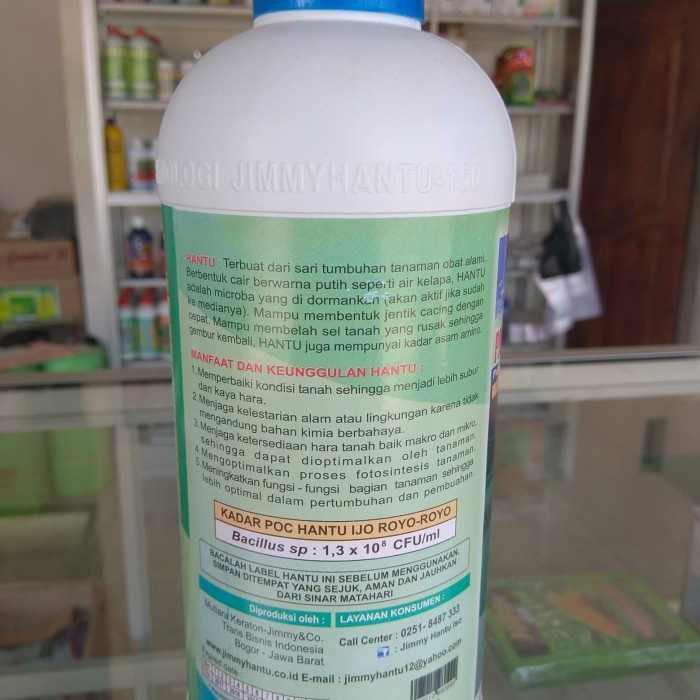 OLOGI JIMMYHANTU-150
HANTU Terbuat dari sari tumbuhan tanaman obat alami.
Berbentuk cair berwarna putih seperti air kelapa, HANTU
adalah microba yang di dormankan (akan aktif jika sudah
ke medianya). Mampu membentuk jentik cacing dengan
cepat. Mampu membelah sel tanah yang rusak sehingga
gembur kembali, HANTU juga mempunyai kadar asam amino.
MANFAAT DAN KEUNGGULAN HANTU :
1.Memperbaiki kondisi tanah sehingga menjadi lebih subur
dan kaya hara.
2.Menjaga kelestarian alam atau lingkungan karena tidak
mengandung bahan kimia berbahaya.
3.Menjaga ketersediaan hara tanah baik makro dan mikro,
sehingga dapat dioptimalkan oleh tanaman.
4.Mengoptimalkan proses fotosintesis tanaman.
5.Meningkatkan fungsi-fungsi bagian tanaman sehingga
lebih optimal dalam pertumbuhan dan pembuahan.
KADAR POC HANTU IJO ROYO-ROYO
Bacillus sp : 1,3 x 10⁸ CFU/ml
BACALAH LABEL HANTU INI SEBELUM MENGGUNAKAN,
SIMPAN DITEMPAT YANG SEJUK, AMAN DAN JAUHKAN
DARI SINAR MATAHARI
Diproduksi oleh :
Mutiara Keraton-Jimmy&Co.
Trans Bisnis Indonesia
Bogor - Jawa Barat
LAYANAN KONSUMEN :
Call Center : 0251- 8487 333
f : Jimmy Hantu Iso
www.jimmyhantu.co.id E-mail : jimmyhantu12@yahoo.com
Expired date :